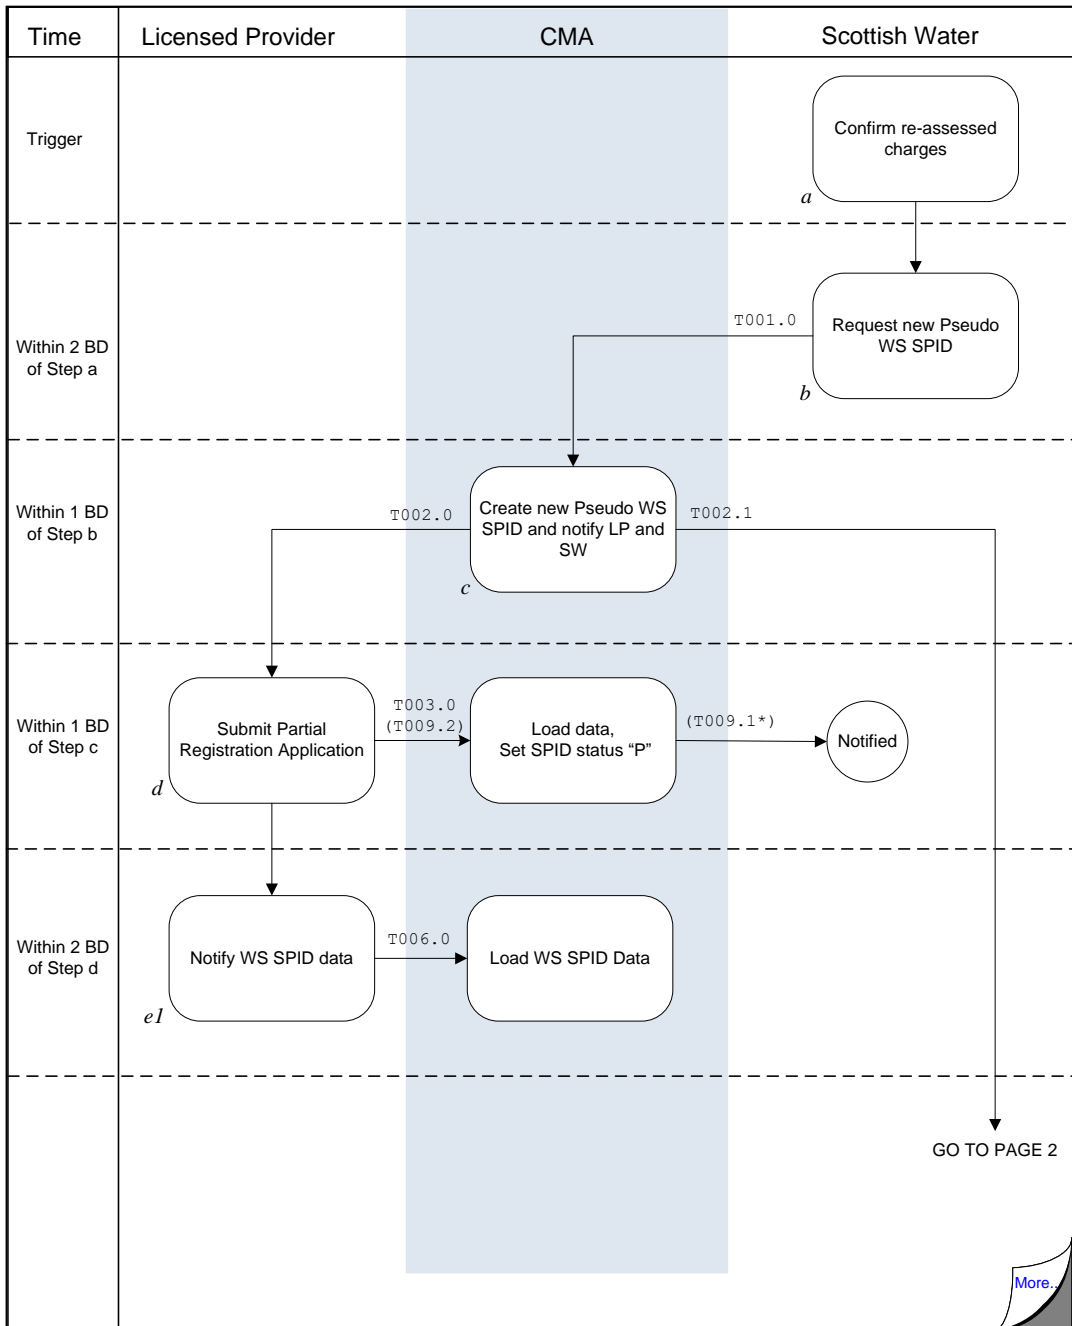 Time
Licensed Provider
CMA
Scottish Water
Trigger
Confirm re-assessed
charges
a
Within 2 BD
of Step a
T001.0
Request new Pseudo
WS SPID
b
Within 1 BD
of Step b
T002.0
Create new Pseudo WS
SPID and notify LP and
SW
T002.1
c
Within 1 BD
of Step c
Submit Partial
Registration Application
T003.0
(T009.2)
Load data,
Set SPID status “P”
(T009.1*)
Notified
d
Within 2 BD
of Step d
Notify WS SPID data
T006.0
Load WS SPID Data
e1
GO TO PAGE 2
More..